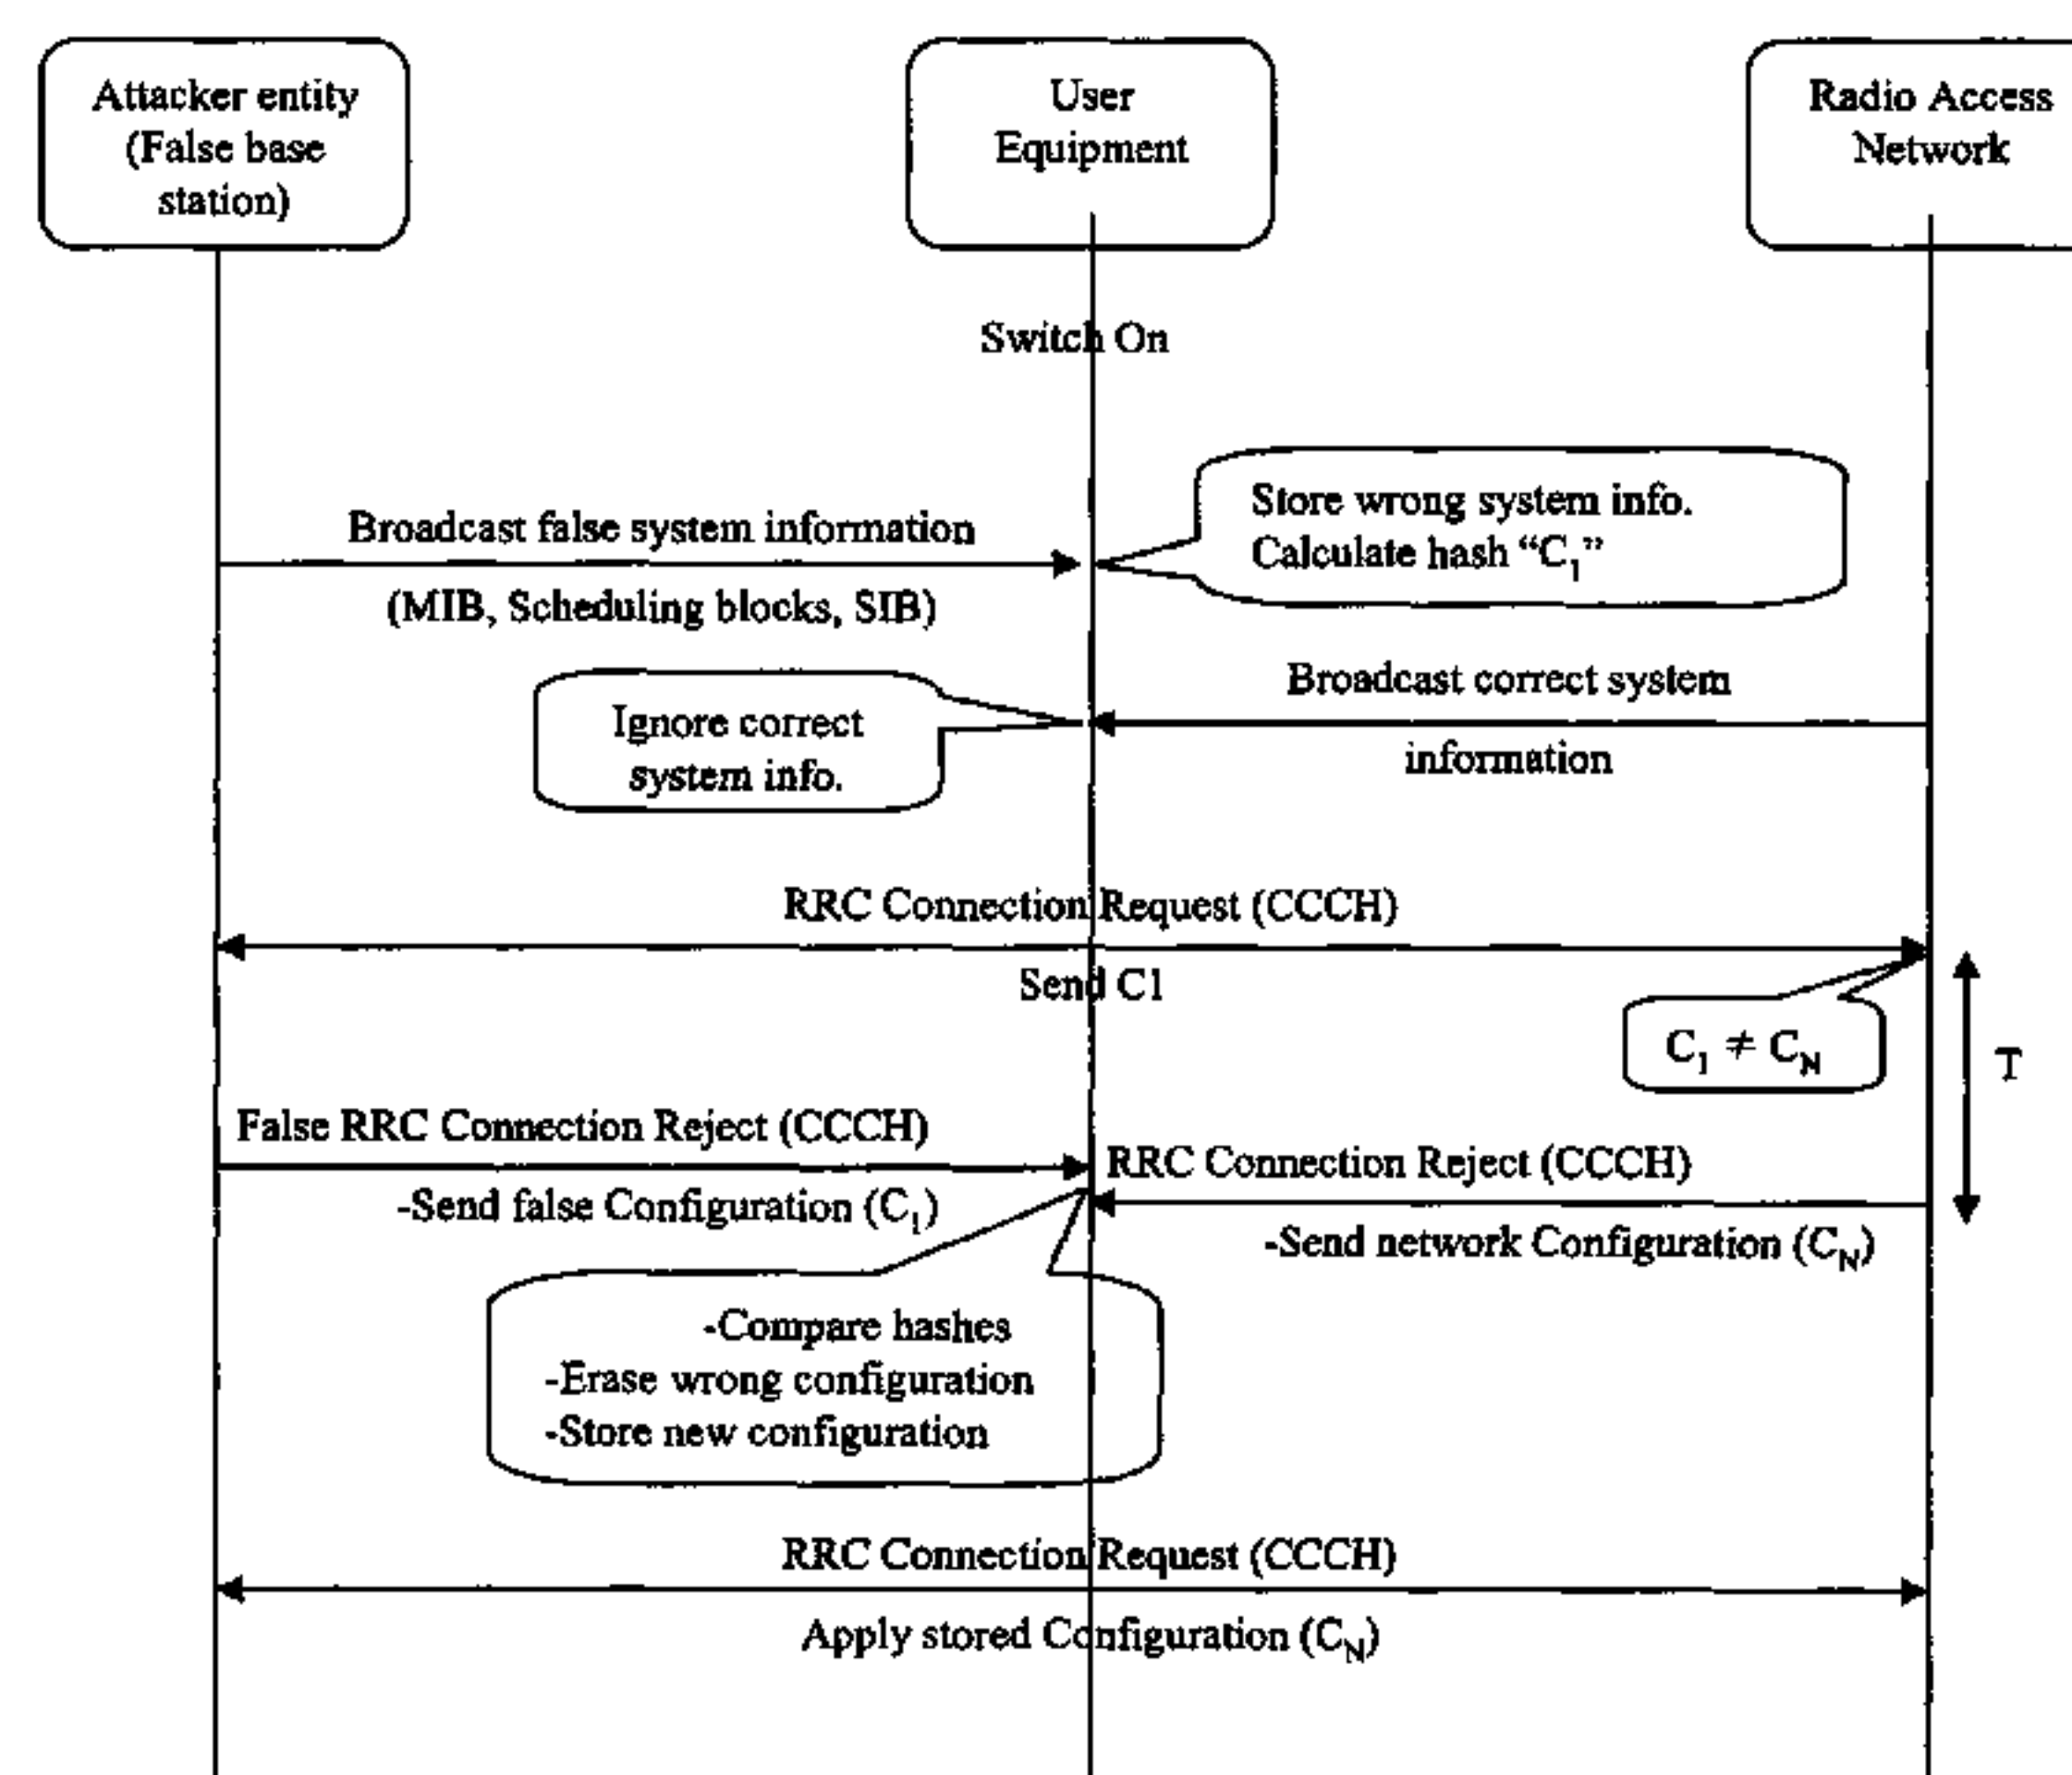 Attacker entity
(False base
station)
User
Equipment
Radio Access
Network
Switch On
Broadcast false system information
(MIB, Scheduling blocks, SIB)
Store wrong system info.
Calculate hash “C₁”
Broadcast correct system
information
Ignore correct
system info.
RRC Connection Request (CCCH)
Send C1
C₁ ≠ C_N
T
False RRC Connection Reject (CCCH)
-Send false Configuration (C₁)
RRC Connection Reject (CCCH)
-Send network Configuration (C_N)
-Compare hashes
-Erase wrong configuration
-Store new configuration
RRC Connection Request (CCCH)
Apply stored Configuration (C_N)